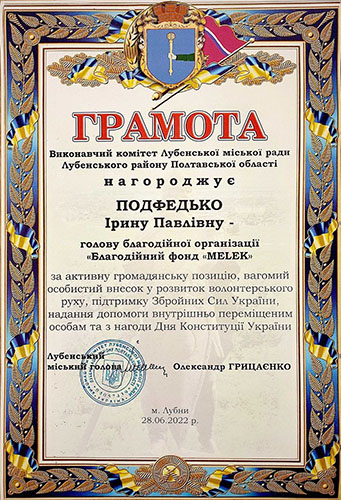 ГРАМОТА
Виконавчий комітет Лубенської міської ради
Лубенського району Полтавської області
нагороджує
ПОДФЕДЬКО
Ірину Павлівну -
голову благодійної організації
«Благодійний фонд «MELEK»
за активну громадянську позицію, вагомий
особистий внесок у розвиток волонтерського
руху, підтримку Збройних Сил України,
надання допомоги внутрішньо переміщеним
особам та з нагоди Дня Конституції України
Лубенський
міський голова Олександр ГРИЦАЄНКО
м. Лубни
28.06.2022 р.